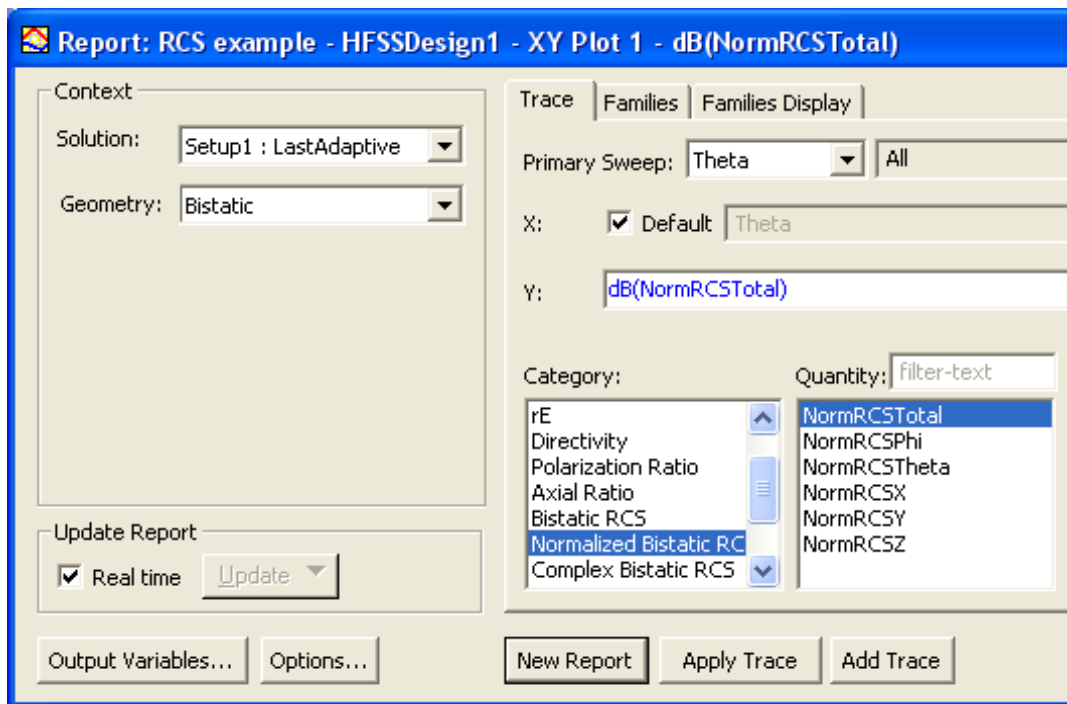 Report: RCS example - HFSSDesign1 - XY Plot 1 - dB(NormRCSTotal)
Context
Solution: Setup1 : LastAdaptive
Geometry: Bistatic
Update Report
Real time Update
Output Variables... Options...
Trace Families Families Display
Primary Sweep: Theta All
X: Default Theta
Y: dB(NormRCSTotal)
Category:
rE
Directivity
Polarization Ratio
Axial Ratio
Bistatic RCS
Normalized Bistatic RC
Complex Bistatic RCS
Quantity: filter-text
NormRCSTotal
NormRCSPhi
NormRCSTheta
NormRCSX
NormRCSY
NormRCSZ
New Report Apply Trace Add Trace